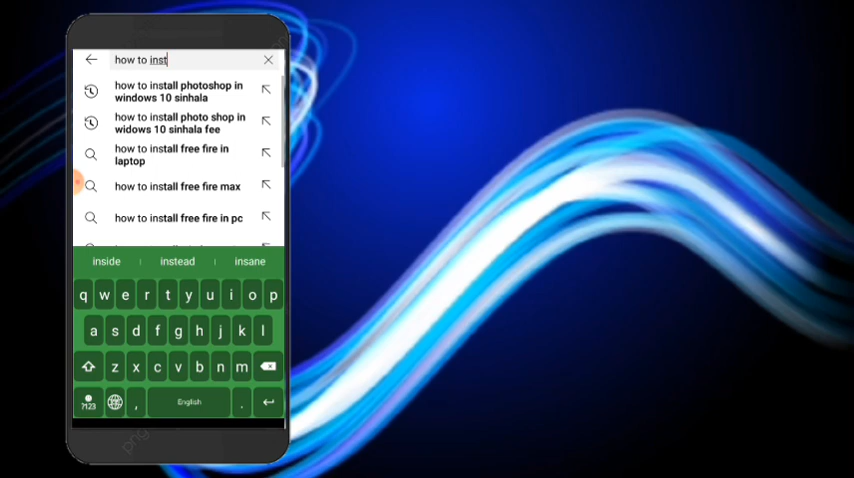 how to inst
how to install photoshop in
windows 10 sinhala
how to install photo shop in
widows 10 sinhala fee
how to install free fire in
laptop
how to install free fire max
how to install free fire in pc
inside instead insane
q w e r t y u i o p
a s d f g h j k l
z x c v b n m
?123 , English .
png